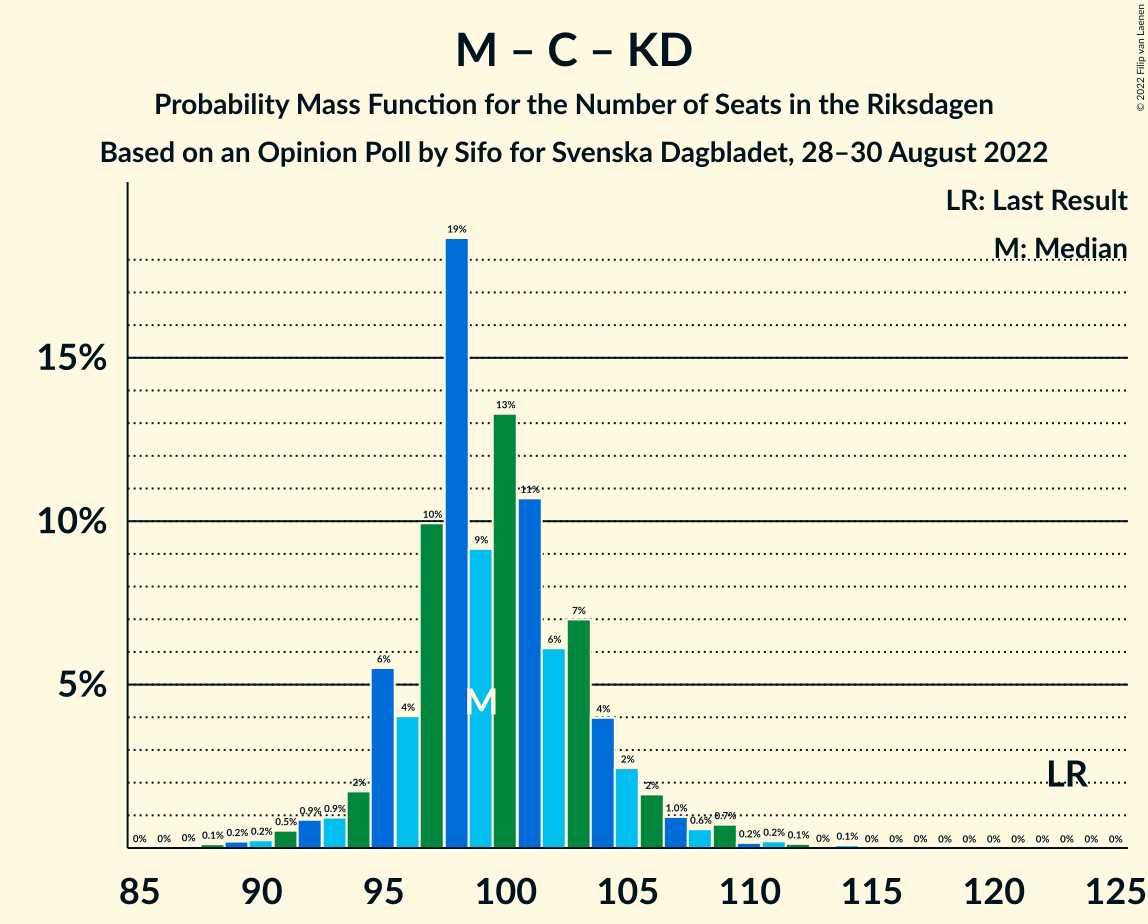 M – C – KD
Probability Mass Function for the Number of Seats in the Riksdagen
Based on an Opinion Poll by Sifo for Svenska Dagbladet, 28–30 August 2022
© 2022 Filip van Laenen
LR: Last Result
M: Median
15%
10%
5%
0% 0% 0% 0.1% 0.2% 0.2% 0.5% 0.9% 0.9% 2% 6% 4% 10% 19% 9% 13% 11% 6% 7% 4% 2% 2% 1.0% 0.6% 0.7% 0.2% 0.2% 0.1% 0% 0.1% 0% 0% 0% 0% 0% 0% 0% 0% 0% 0% 0%
M
LR
85 90 95 100 105 110 115 120 125